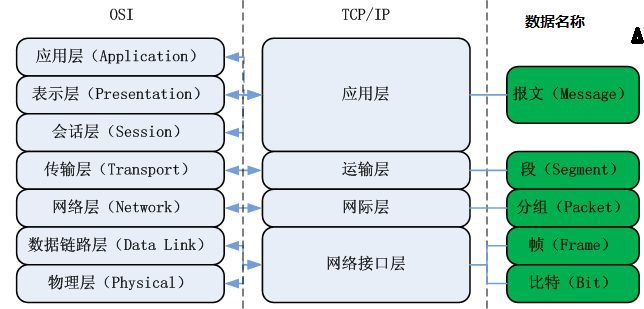 OSI
TCP/IP
数据名称
应用层（Application）
表示层（Presentation）
应用层
报文（Message）
会话层（Session）
传输层（Transport）
运输层
段（Segment）
网络层（Network）
网际层
分组（Packet）
数据链路层（Data Link）
网络接口层
帧（Frame）
物理层（Physical）
比特（Bit）